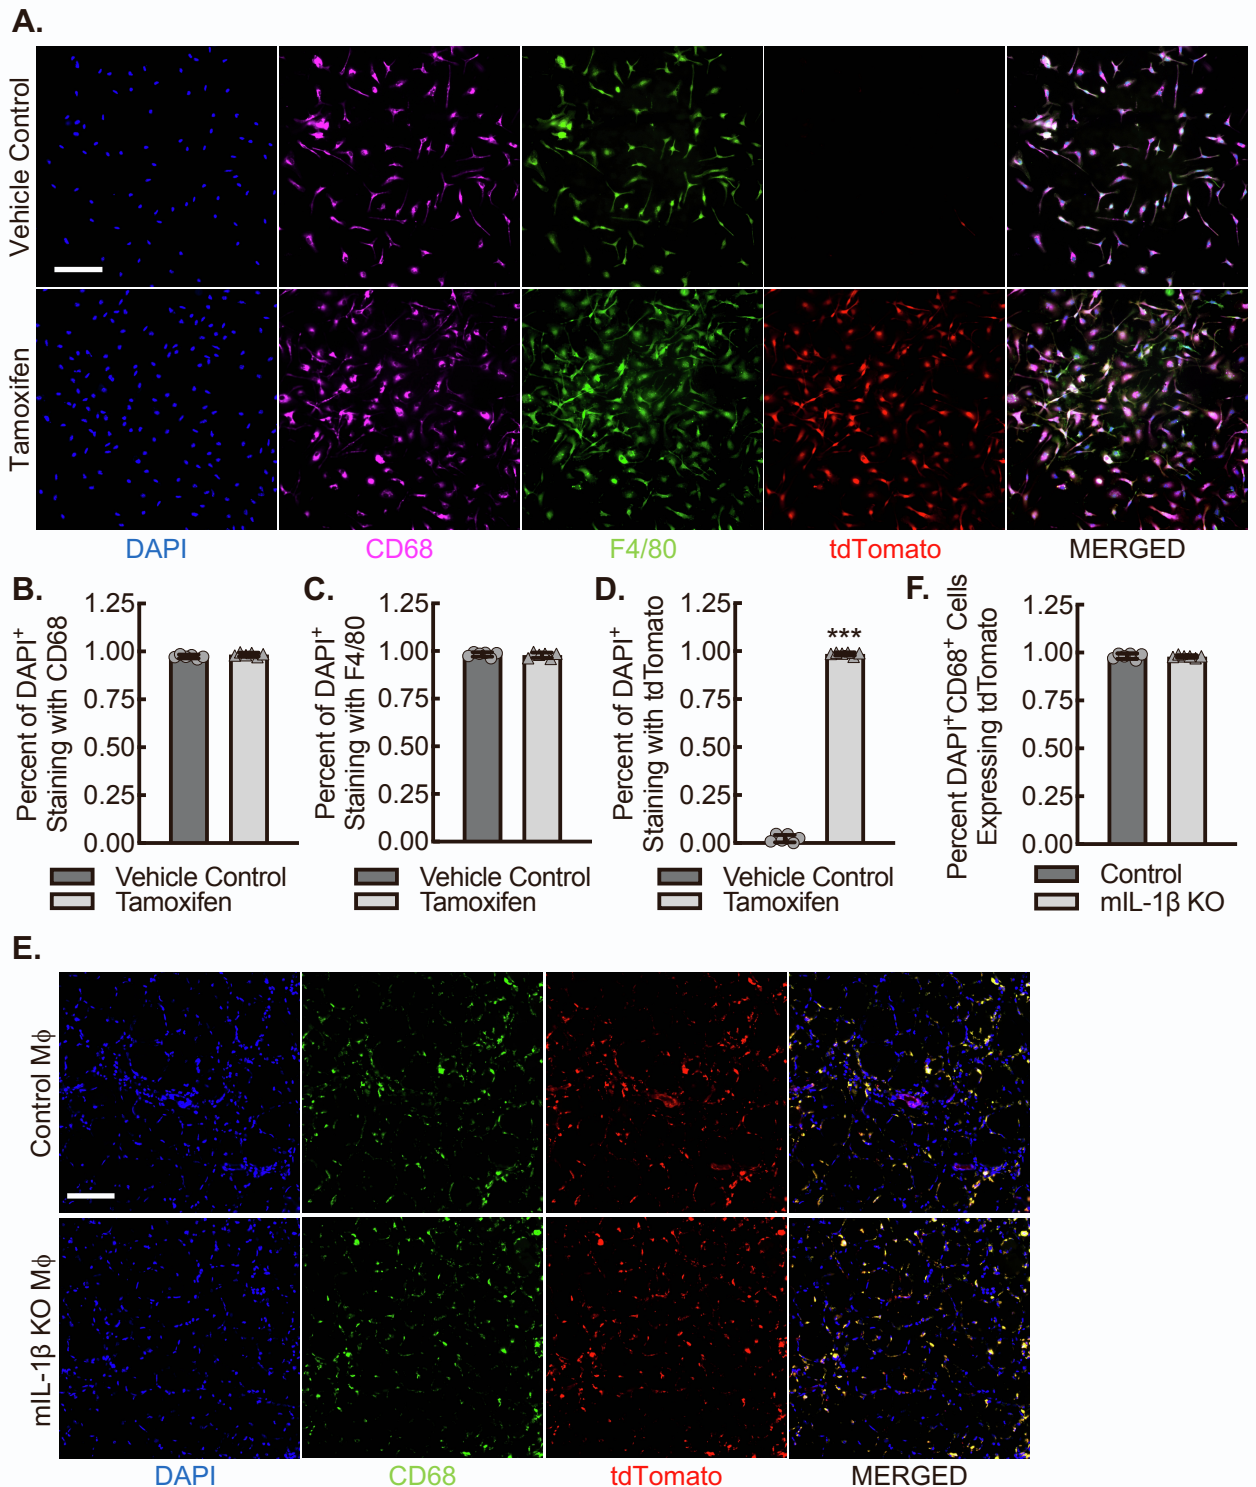 A.
Vehicle Control
Tamoxifen
DAPI CD68 F4/80 tdTomato MERGED
B.
Percent of DAPI+
Staining with CD68
1.25
1.00
0.75
0.50
0.25
0.00
Vehicle Control
Tamoxifen
C.
Percent of DAPI+
Staining with F4/80
1.25
1.00
0.75
0.50
0.25
0.00
Vehicle Control
Tamoxifen
D.
Percent of DAPI+
Staining with tdTomato
1.25
1.00
0.75
0.50
0.25
0.00
***
Vehicle Control
Tamoxifen
F.
Percent DAPI+CD68+ Cells
Expressing tdTomato
1.25
1.00
0.75
0.50
0.25
0.00
Control
mIL-1β KO
E.
Control Mϕ
mIL-1β KO Mϕ
DAPI CD68 tdTomato MERGED